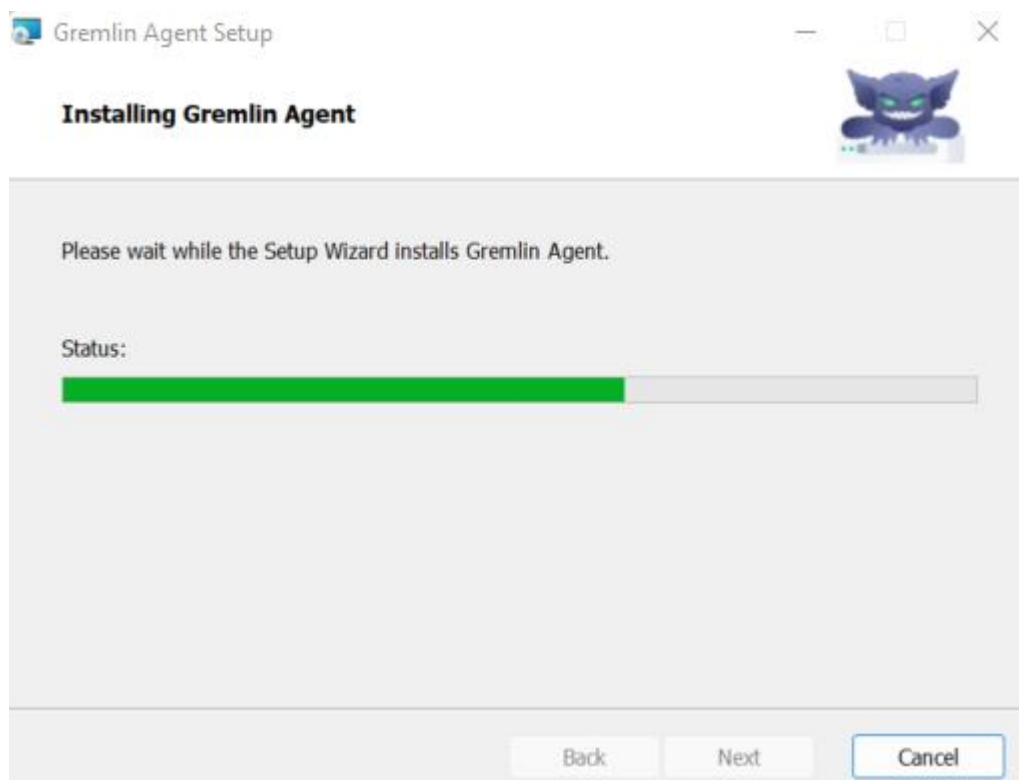 Gremlin Agent Setup
Installing Gremlin Agent
Please wait while the Setup Wizard installs Gremlin Agent.
Status:
Back Next Cancel